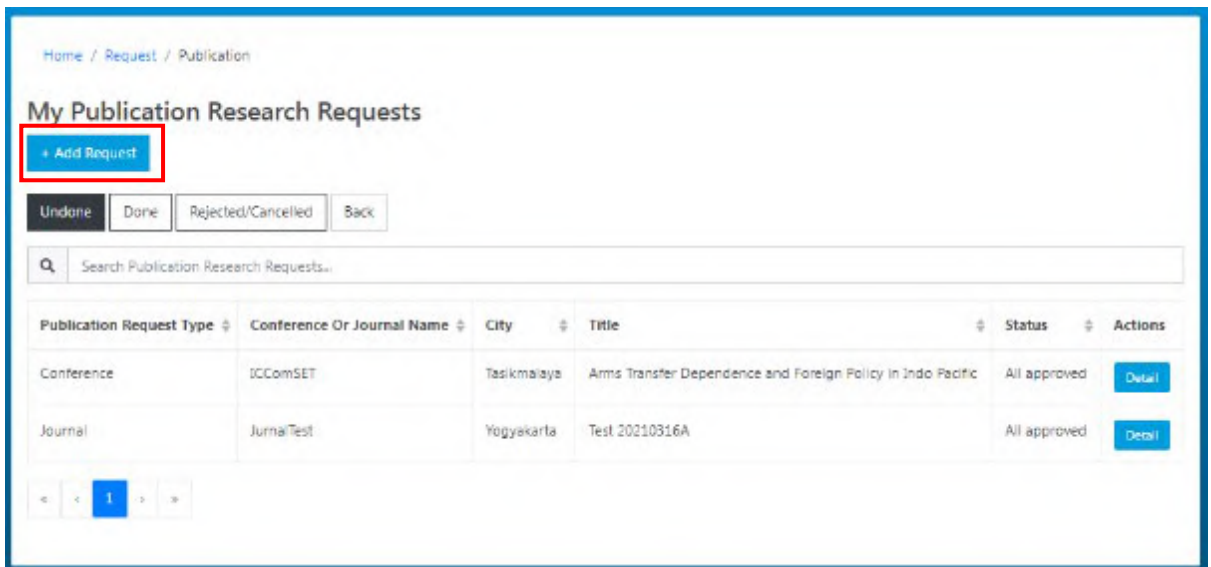 Home / Request / Publication
My Publication Research Requests
+ Add Request
Undone Done Rejected/Cancelled Back
Search Publication Research Requests...
Publication Request Type Conference Or Journal Name City Title Status Actions
Conference ICComSET Tasikmalaya Arms Transfer Dependence and Foreign Policy in Indo Pacific All approved Detail
Journal JurnalTest Yogyakarta Test 20210316A All approved Detail
« ‹ 1 › »